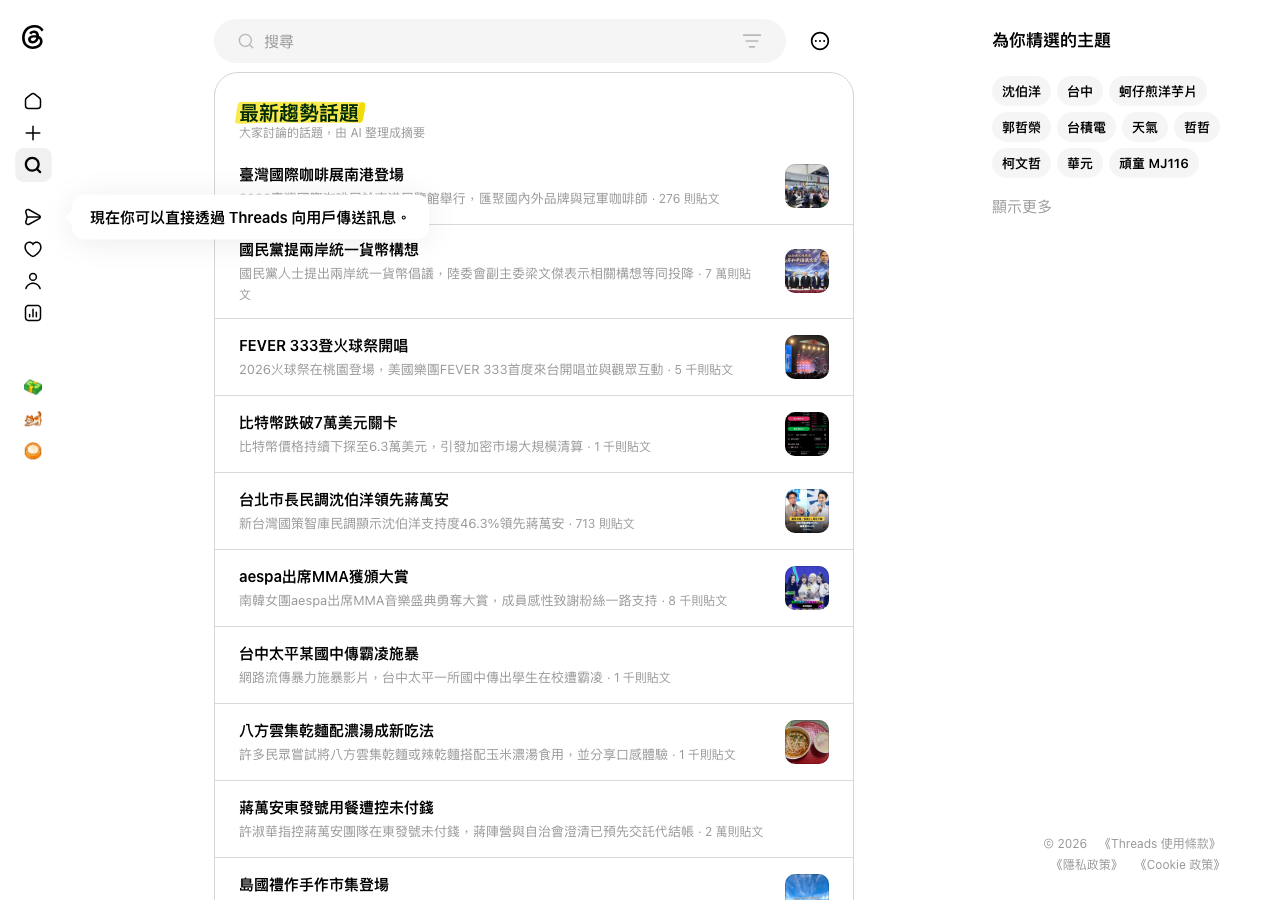 搜尋
最新趨勢話題
大家討論的話題，由 AI 整理成摘要
臺灣國際咖啡展南港登場
館舉行，匯聚國內外品牌與冠軍咖啡師 · 276 則貼文
現在你可以直接透過 Threads 向用戶傳送訊息。
國民黨提兩岸統一貨幣構想
國民黨人士提出兩岸統一貨幣倡議，陸委會副主委梁文傑表示相關構想等同投降 · 7 萬則貼
文
FEVER 333登火球祭開唱
2026火球祭在桃園登場，美國樂團FEVER 333首度來台開唱並與觀眾互動 · 5 千則貼文
比特幣跌破7萬美元關卡
比特幣價格持續下探至6.3萬美元，引發加密市場大規模清算 · 1 千則貼文
台北市長民調沈伯洋領先蔣萬安
新台灣國策智庫民調顯示沈伯洋支持度46.3%領先蔣萬安 · 713 則貼文
aespa出席MMA獲頒大賞
南韓女團aespa出席MMA音樂盛典勇奪大賞，成員感性致謝粉絲一路支持 · 8 千則貼文
台中太平某國中傳霸凌施暴
網路流傳暴力施暴影片，台中太平一所國中傳出學生在校遭霸凌 · 1 千則貼文
八方雲集乾麵配濃湯成新吃法
許多民眾嘗試將八方雲集乾麵或辣乾麵搭配玉米濃湯食用，並分享口感體驗 · 1 千則貼文
蔣萬安東發號用餐遭控未付錢
許淑華指控蔣萬安團隊在東發號未付錢，蔣陣營與自治會澄清已預先交託代結帳 · 2 萬則貼文
島國禮作手作市集登場
為你精選的主題
沈伯洋 台中 蚵仔煎洋芋片
郭哲榮 台積電 天氣 哲哲
柯文哲 華元 頑童 MJ116
顯示更多
© 2026 《Threads 使用條款》
《隱私政策》 《Cookie 政策》